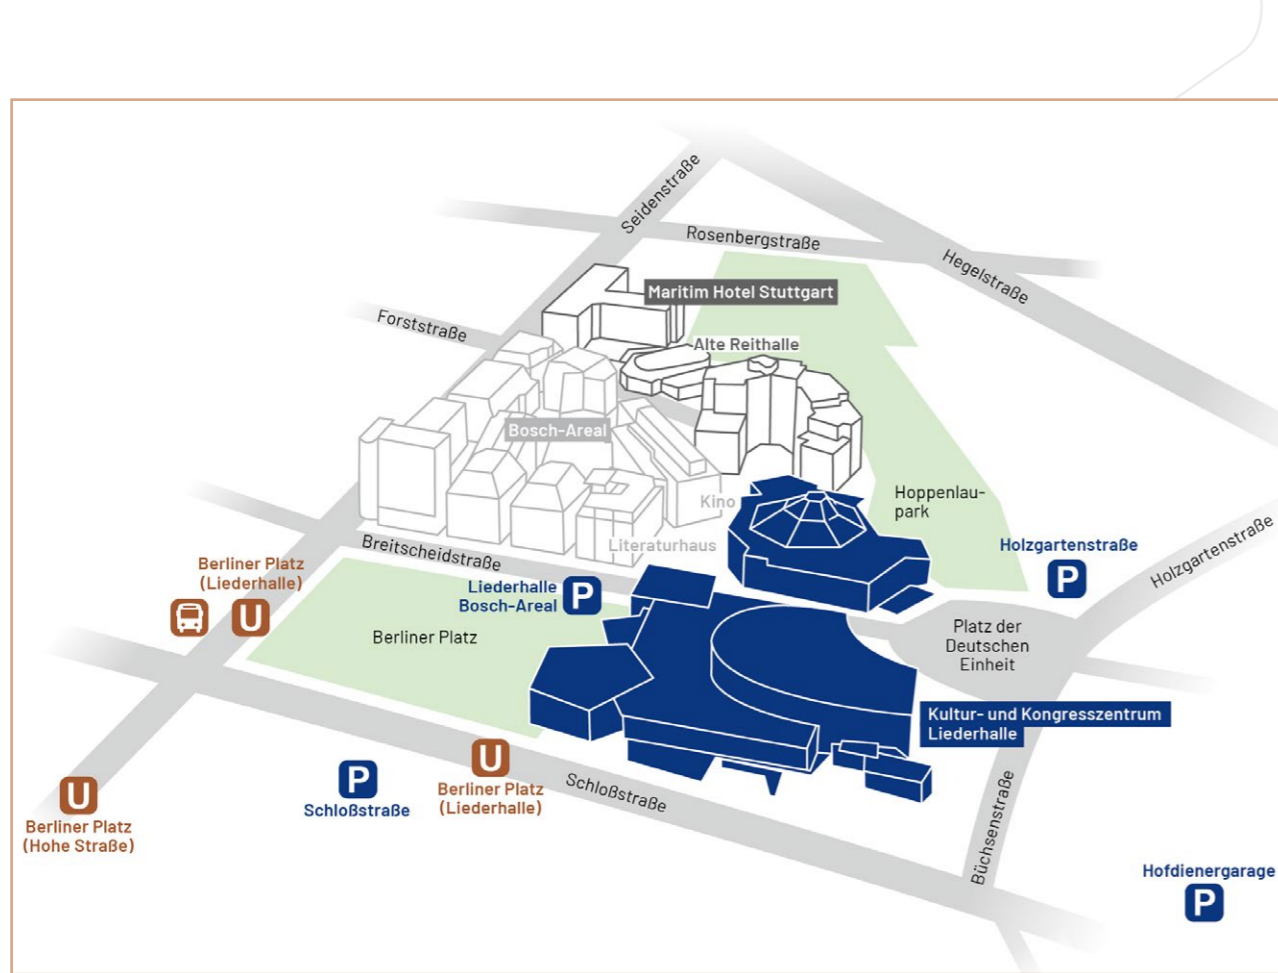 Seidenstraße
Rosenbergstraße
Hegelstraße
Maritim Hotel Stuttgart
Forststraße
Alte Reithalle
Bosch-Areal
Hoppenlau-
park
Kino
Holzgartenstraße
P
Holzgartenstraße
Breitscheidstraße
Literaturhaus
Berliner Platz
(Liederhalle)
U
Liederhalle
Bosch-Areal
P
Berliner Platz
Platz der
Deutschen
Einheit
Kultur- und Kongresszentrum
Liederhalle
U
Berliner Platz
(Hohe Straße)
P
Schloßstraße
U
Berliner Platz
(Liederhalle)
Schloßstraße
Büchsenstraße
Hofdienergarage
P